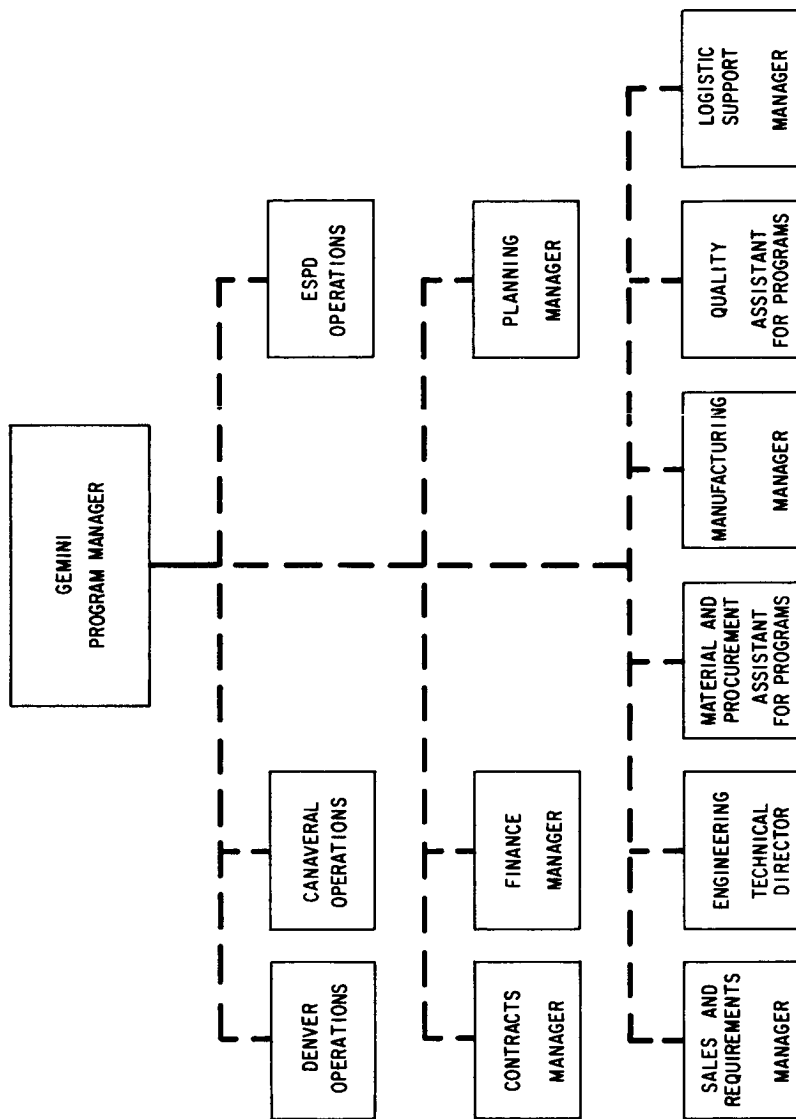 GEMINI
PROGRAM MANAGER
DENVER
OPERATIONS
CANAVERAL
OPERATIONS
ESPD
OPERATIONS
CONTRACTS
MANAGER
FINANCE
MANAGER
PLANNING
MANAGER
SALES AND
REQUIREMENTS
MANAGER
ENGINEERING
TECHNICAL
DIRECTOR
MATERIAL AND
PROCUREMENT
ASSISTANT
FOR PROGRAMS
MANUFACTURING
MANAGER
QUALITY
ASSISTANT
FOR PROGRAMS
LOGISTIC
SUPPORT
MANAGER